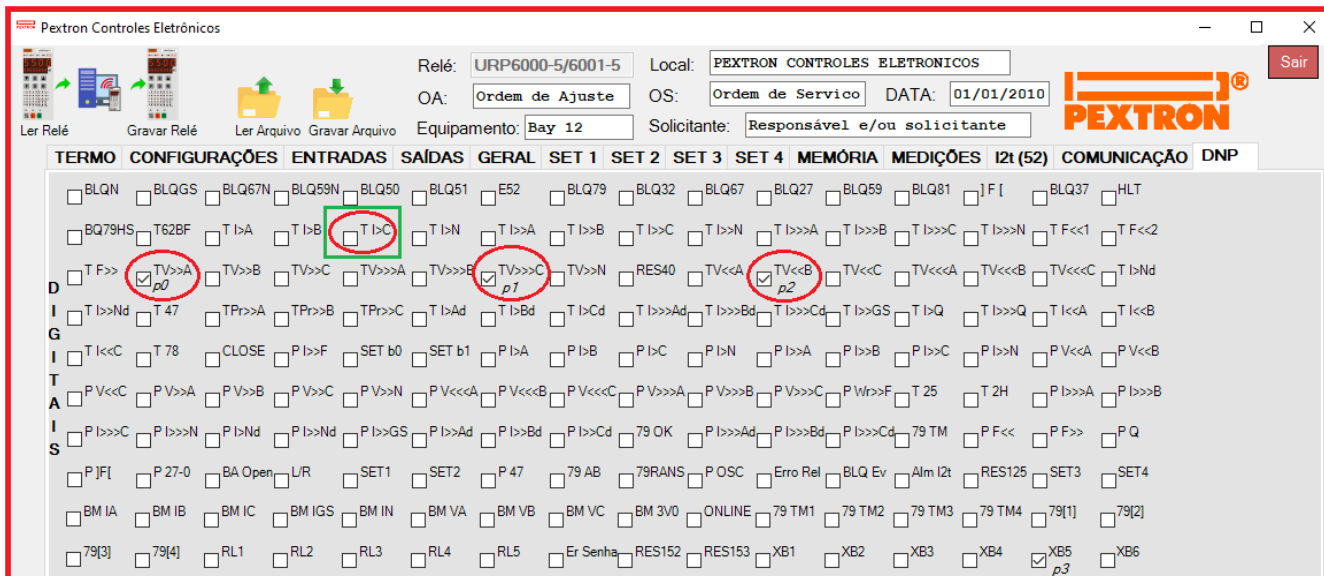 Pextron Controles Eletrônicos
Relé: URP6000-5/6001-5 Local: PEXTRON CONTROLES ELETRONICOS Sair
OA: Ordem de Ajuste OS: Ordem de Servico DATA: 01/01/2010
PEXTRON ®
Ler Relé Gravar Relé Ler Arquivo Gravar Arquivo Equipamento: Bay 12 Solicitante: Responsável e/ou solicitante
TERMO CONFIGURAÇÕES ENTRADAS SAÍDAS GERAL SET 1 SET 2 SET 3 SET 4 MEMÓRIA MEDIÇÕES I2t (52) COMUNICAÇÃO DNP
DIGITAIS
BLQN BLQGS BLQ67N BLQ59N BLQ50 BLQ51 E52 BLQ79 BLQ32 BLQ67 BLQ27 BLQ59 BLQ81 ] F [ BLQ37 HLT
BQ79HS T62BF T I>A T I>B T I>C T I>N T I>>A T I>>B T I>>C T I>>N T I>>>A T I>>>B T I>>>C T I>>>N T F<<1 T F<<2
T F>> TV>>A TV>>B TV>>C TV>>>A TV>>>B TV>>>C TV>>N RES40 TV<<A TV<<B TV<<C TV<<<A TV<<<B TV<<<C T I>Nd
p0 p1 p2
T I>>Nd T 47 TPr>>A TPr>>B TPr>>C T I>Ad T I>Bd T I>Cd T I>>>Ad T I>>>Bd T I>>>Cd T I>>GS T I>Q T I>>>Q T I<<A T I<<B
T I<<C T 78 CLOSE P I>>F SET b0 SET b1 P I>A P I>B P I>C P I>N P I>>A P I>>B P I>>C P I>>N P V<<A P V<<B
P V<<C P V>>A P V>>B P V>>C P V>>N P V<<<A P V<<<B P V<<<C P V>>>A P V>>>B P V>>>C P Wr>>F T 25 T 2H P I>>>A P I>>>B
P I>>>C P I>>>N P I>Nd P I>>Nd P I>>GS P I>>Ad P I>>Bd P I>>Cd 79 OK P I>>>Ad P I>>>Bd P I>>>Cd 79 TM P F<< P F>> P Q
P ]F[ P 27-0 BA Open L/R SET1 SET2 P 47 79 AB 79RANS P OSC Erro Rel BLQ Ev Alm I2t RES125 SET3 SET4
BM IA BM IB BM IC BM IGS BM IN BM VA BM VB BM VC BM 3V0 ONLINE 79 TM1 79 TM2 79 TM3 79 TM4 79[1] 79[2]
79[3] 79[4] RL1 RL2 RL3 RL4 RL5 Er Senha RES152 RES153 XB1 XB2 XB3 XB4 XB5 XB6
p3